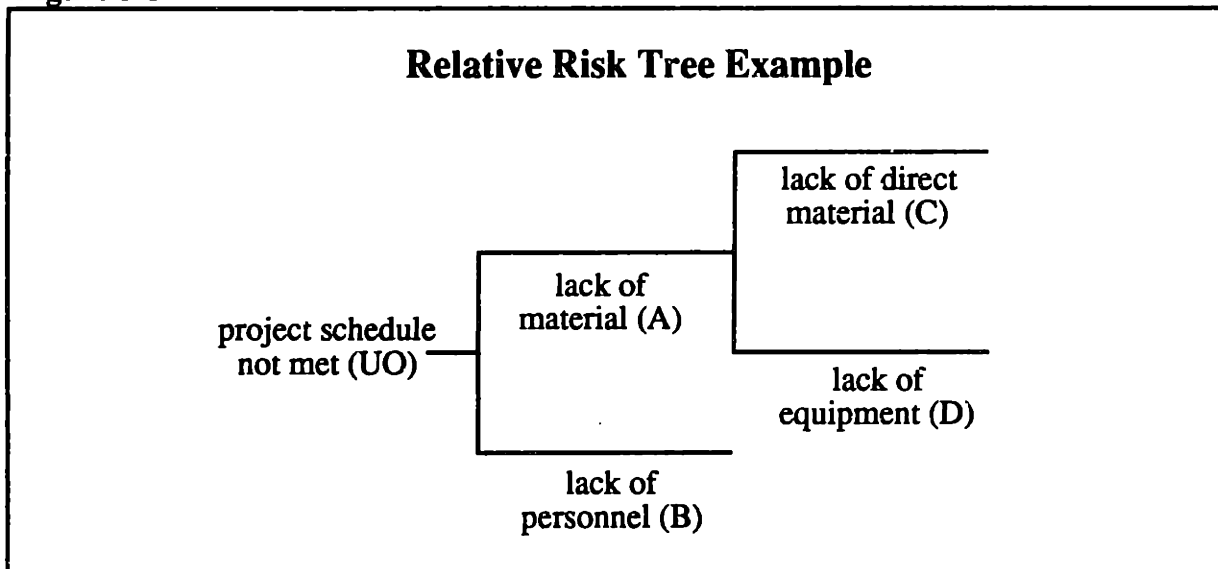 Relative Risk Tree Example
lack of direct
material (C)
lack of
material (A)
project schedule
not met (UO)
lack of
equipment (D)
lack of
personnel (B)